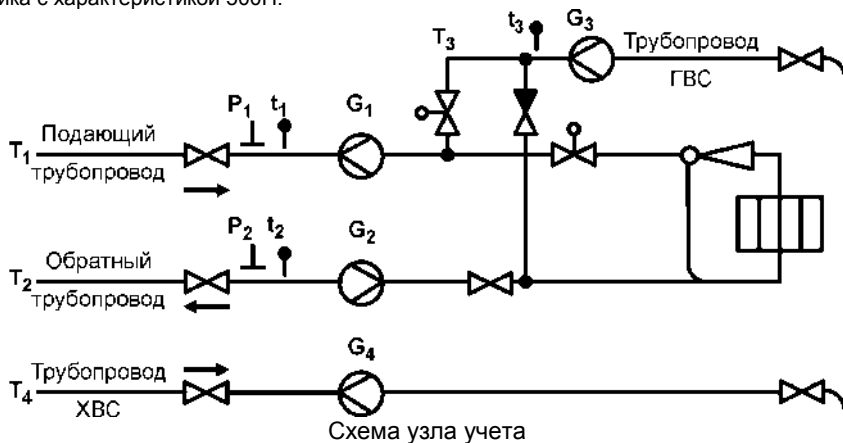 ика с характеристикой 500П.
t3 G3
T3
Трубопровод
ГВС
P1 t1 G1
Подающий
T1
трубопровод
P2 t2 G2
Обратный
T2
трубопровод
G4
Трубопровод
T4
ХВС
Схема узла учета